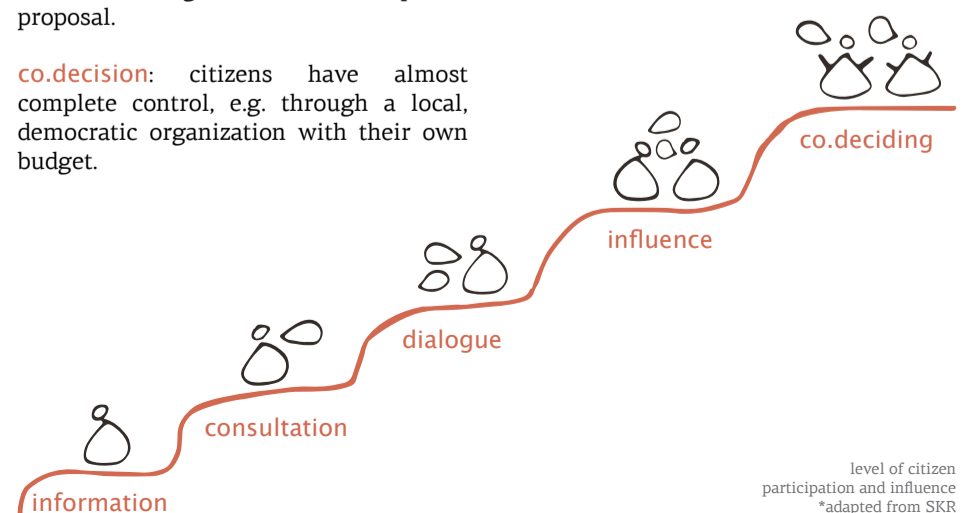 proposal.
co.decision: citizens have almost
complete control, e.g. through a local,
democratic organization with their own
budget.
co.deciding
influence
dialogue
consultation
information
level of citizen
participation and influence
*adapted from SKR